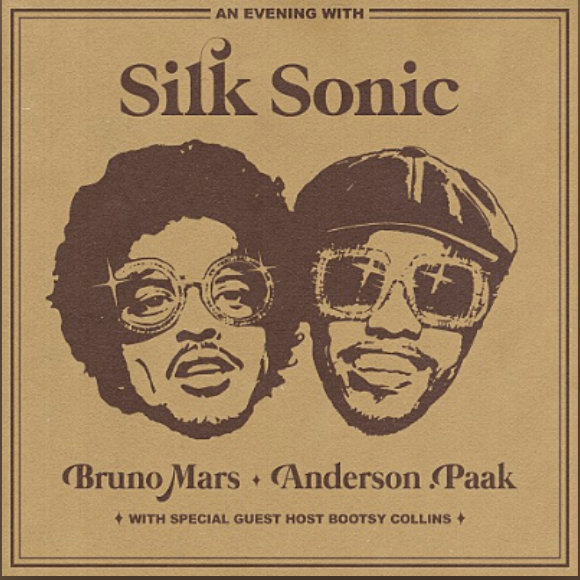 AN EVENING WITH
Silk Sonic
Bruno Mars ✦ Anderson .Paak
✦ WITH SPECIAL GUEST HOST BOOTSY COLLINS ✦